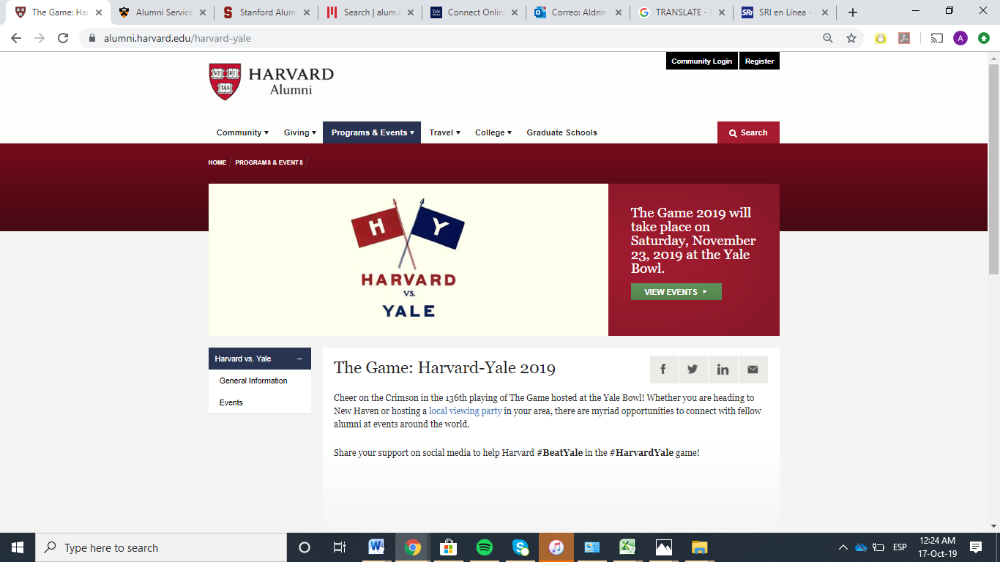 The Game: Har
Alumni Service
Stanford Alum
Search | alum.
Connect Onlin
Correo: Aldrin
TRANSLATE - 
SRi
SRI en Línea - 
alumni.harvard.edu/harvard-yale
A
Community Login
Register
VE RI
TAS
HARVARD
Alumni
Community
Giving
Programs & Events
Travel
College
Graduate Schools
Search
HOME / PROGRAMS & EVENTS /
H Y
HARVARD
VS.
YALE
The Game 2019 will
take place on
Saturday, November
23, 2019 at the Yale
Bowl.
VIEW EVENTS
Harvard vs. Yale
General Information
Events
The Game: Harvard-Yale 2019
Cheer on the Crimson in the 136th playing of The Game hosted at the Yale Bowl! Whether you are heading to
New Haven or hosting a local viewing party in your area, there are myriad opportunities to connect with fellow
alumni at events around the world.
Share your support on social media to help Harvard #BeatYale in the #HarvardYale game!
Type here to search
ESP
12:24 AM
17-Oct-19